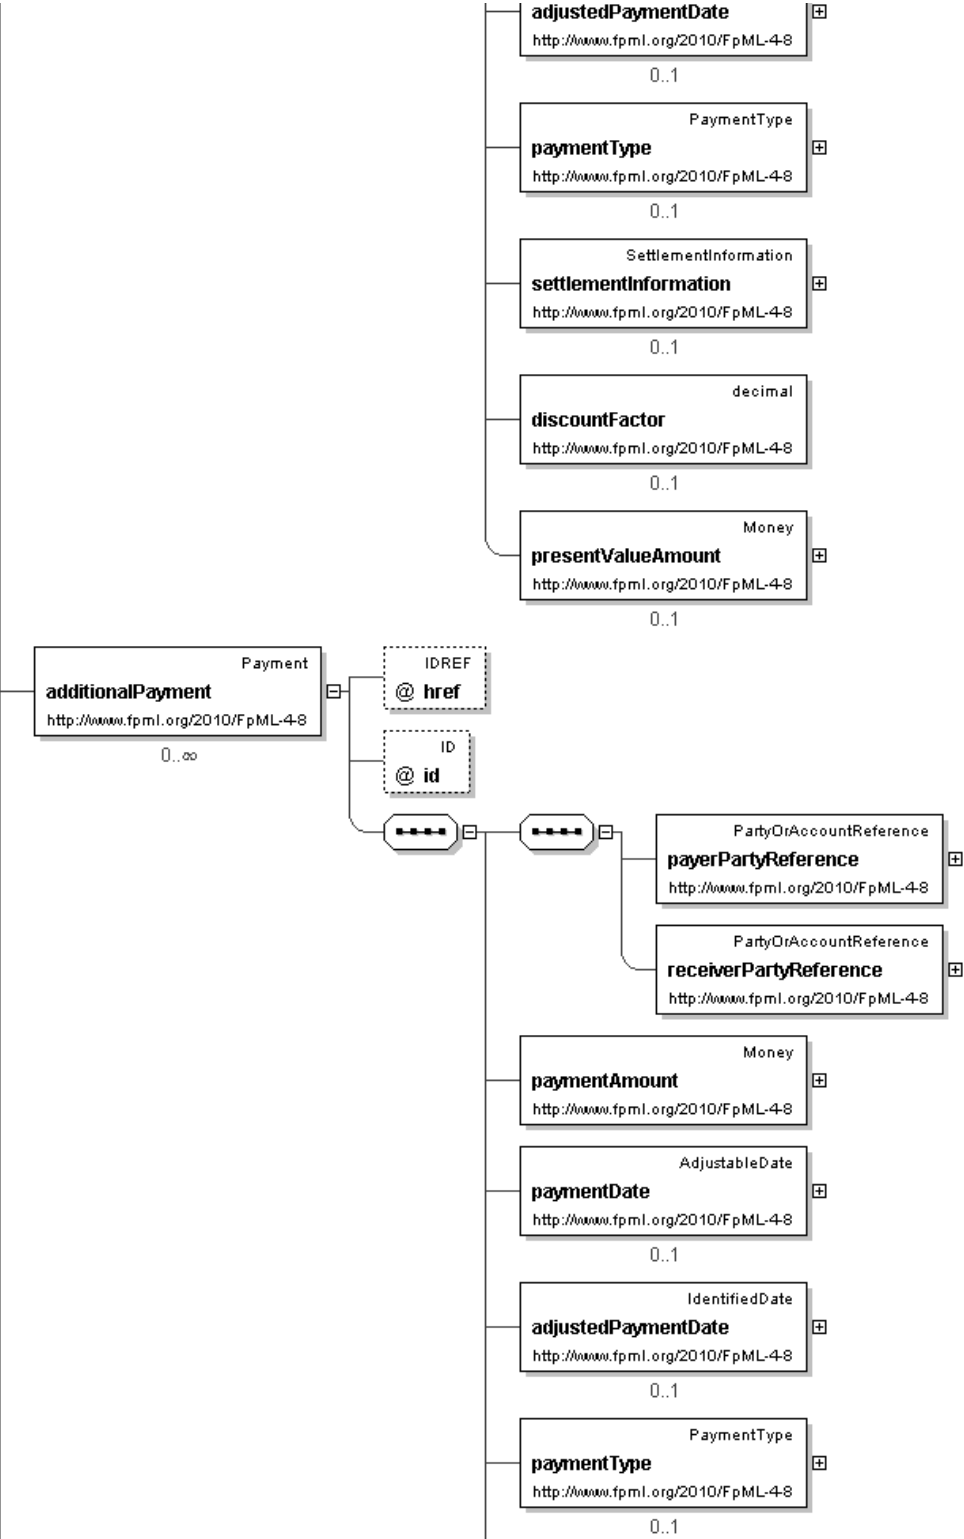 adjustedPaymentDate
http://www.fpml.org/2010/FpML-4-8
0..1
PaymentType
paymentType
http://www.fpml.org/2010/FpML-4-8
0..1
SettlementInformation
settlementInformation
http://www.fpml.org/2010/FpML-4-8
0..1
decimal
discountFactor
http://www.fpml.org/2010/FpML-4-8
0..1
Money
presentValueAmount
http://www.fpml.org/2010/FpML-4-8
0..1
Payment
additionalPayment
http://www.fpml.org/2010/FpML-4-8
0..∞
IDREF
@ href
ID
@ id
PartyOrAccountReference
payerPartyReference
http://www.fpml.org/2010/FpML-4-8
PartyOrAccountReference
receiverPartyReference
http://www.fpml.org/2010/FpML-4-8
Money
paymentAmount
http://www.fpml.org/2010/FpML-4-8
AdjustableDate
paymentDate
http://www.fpml.org/2010/FpML-4-8
0..1
IdentifiedDate
adjustedPaymentDate
http://www.fpml.org/2010/FpML-4-8
0..1
PaymentType
paymentType
http://www.fpml.org/2010/FpML-4-8
0..1